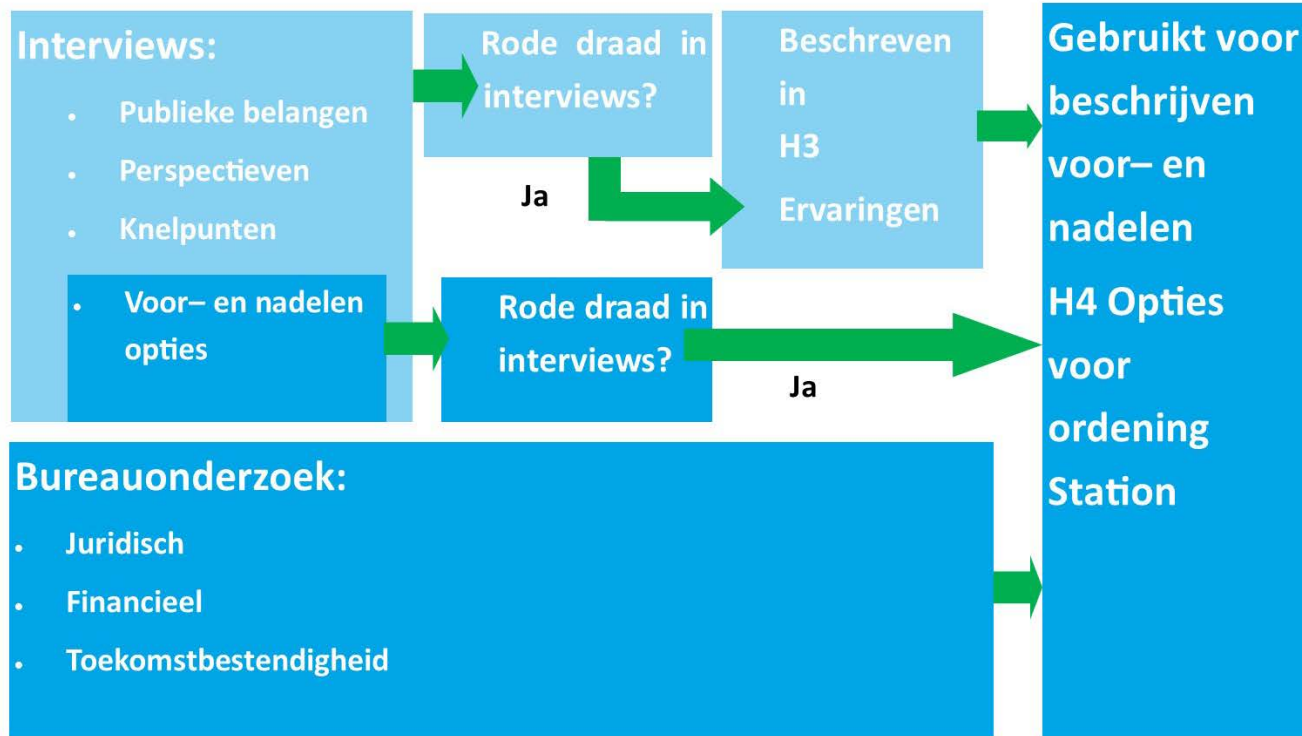 Interviews:
• Publieke belangen
• Perspectieven
• Knelpunten
• Voor– en nadelen
opties
Rode draad in
interviews?
Ja
Beschreven
in
H3
Ervaringen
Rode draad in
interviews?
Ja
Bureauonderzoek:
• Juridisch
• Financieel
• Toekomstbestendigheid
Gebruikt voor
beschrijven
voor– en
nadelen
H4 Opties
voor
ordening
Station